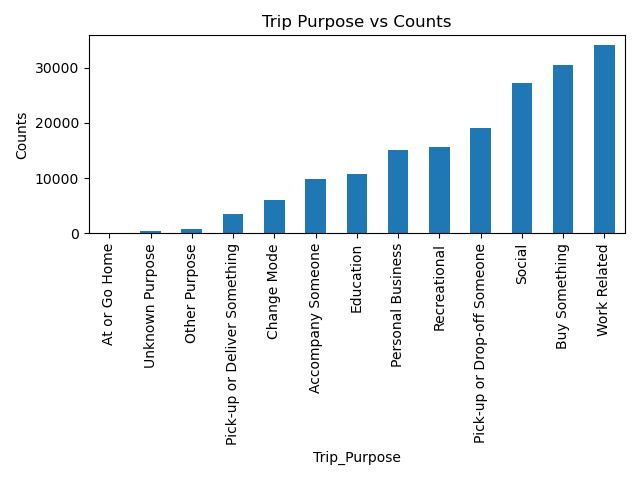 Trip Purpose vs Counts
Counts
30000
20000
10000
0
At or Go Home
Unknown Purpose
Other Purpose
Pick-up or Deliver Something
Change Mode
Accompany Someone
Education
Personal Business
Recreational
Pick-up or Drop-off Someone
Social
Buy Something
Work Related
Trip_Purpose